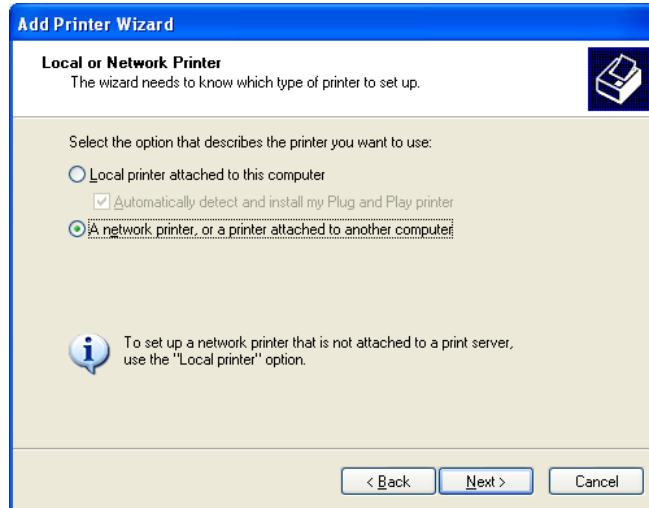 Add Printer Wizard
Local or Network Printer
The wizard needs to know which type of printer to set up.
Select the option that describes the printer you want to use:
Local printer attached to this computer
Automatically detect and install my Plug and Play printer
A network printer, or a printer attached to another computer
To set up a network printer that is not attached to a print server,
use the "Local printer" option.
< Back
Next >
Cancel